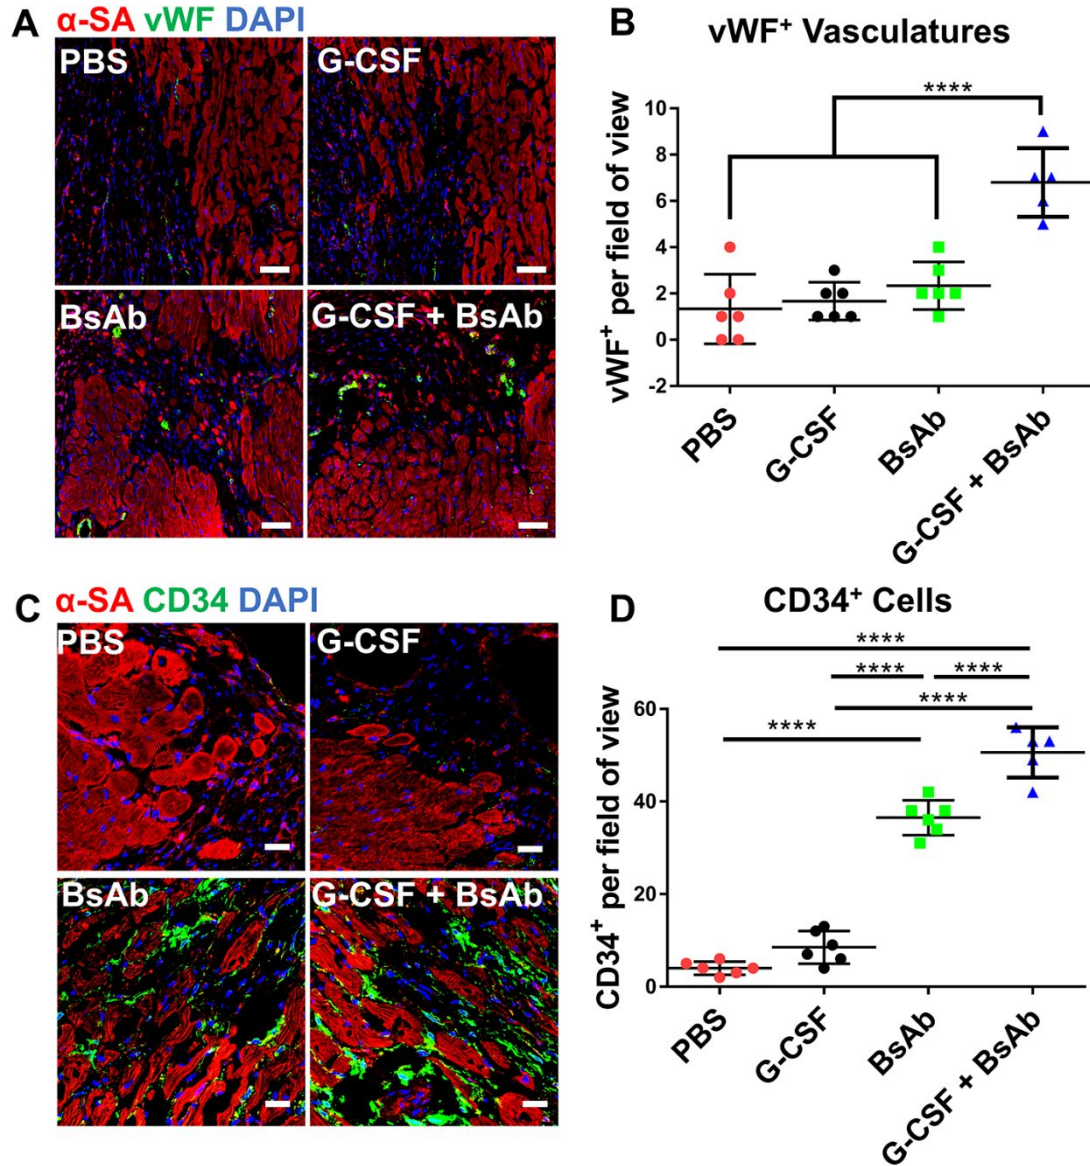 A
α-SA vWF DAPI
PBS
G-CSF
BsAb
G-CSF + BsAb
B
vWF⁺ Vasculatures
****
vWF⁺ per field of view
10
8
6
4
2
0
-2
PBS
G-CSF
BsAb
G-CSF + BsAb
C
α-SA CD34 DAPI
PBS
G-CSF
BsAb
G-CSF + BsAb
D
CD34⁺ Cells
****
**** ****
****
****
CD34⁺ per field of view
60
40
20
0
PBS
G-CSF
BsAb
G-CSF + BsAb